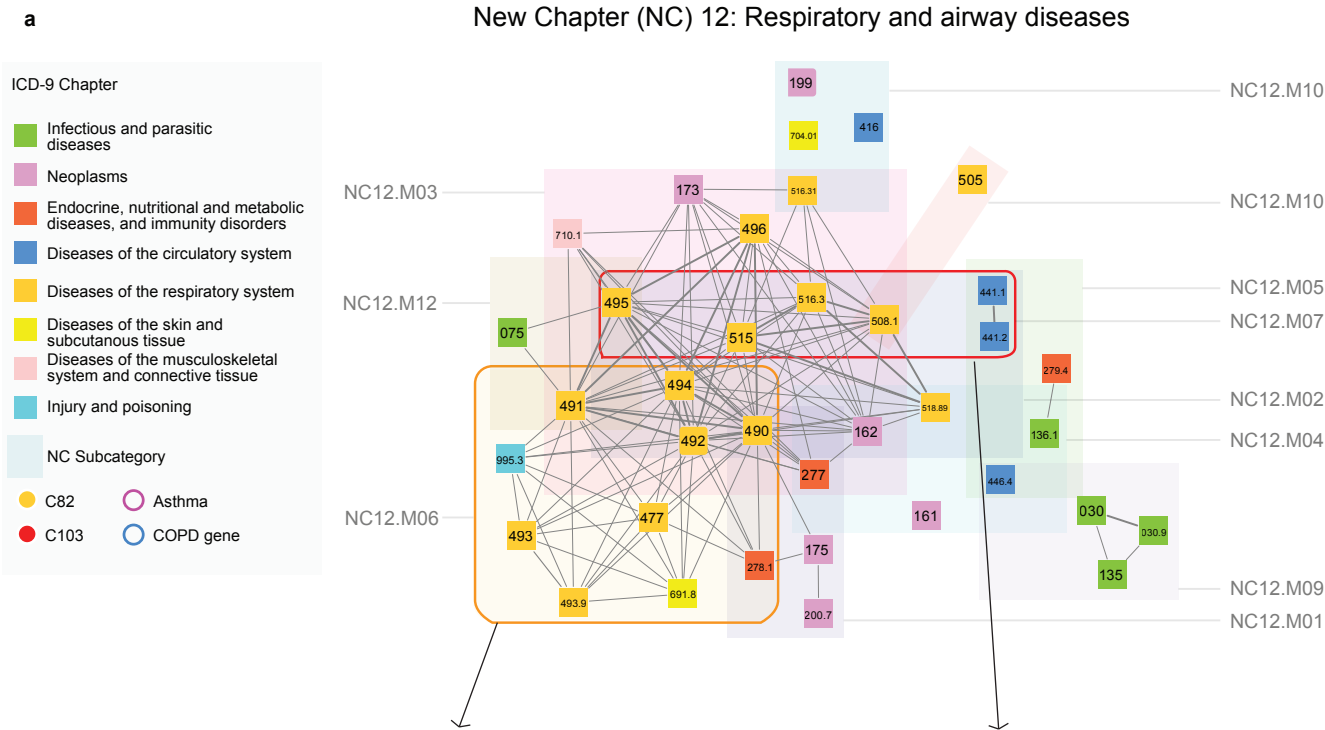 a
New Chapter (NC) 12: Respiratory and airway diseases
ICD-9 Chapter
Infectious and parasitic
diseases
Neoplasms
Endocrine, nutritional and metabolic
diseases, and immunity disorders
Diseases of the circulatory system
Diseases of the respiratory system
Diseases of the skin and
subcutanous tissue
Diseases of the musculoskeletal
system and connective tissue
Injury and poisoning
NC Subcategory
C82
Asthma
C103
COPD gene
NC12.M03
NC12.M12
NC12.M06
199
704.01
416
173
516.31
505
710.1
496
495
516.3
441.1
075
515
508.1
441.2
494
279.4
491
518.89
492
490
162
136.1
995.3
277
446.4
477
161
030
493
030.9
175
278.1
135
493.9
691.8
200.7
NC12.M10
NC12.M10
NC12.M05
NC12.M07
NC12.M02
NC12.M04
NC12.M09
NC12.M01